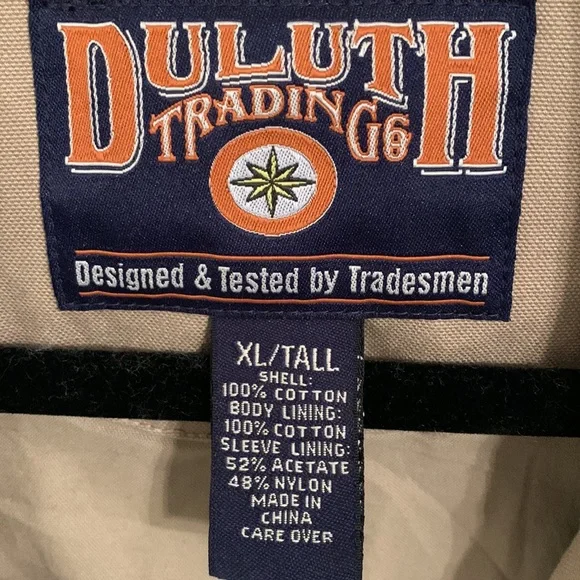 DULUTH
TRADING Co
Designed & Tested by Tradesmen
XL/TALL
SHELL:
100% COTTON
BODY LINING:
100% COTTON
SLEEVE LINING:
52% ACETATE
48% NYLON
MADE IN
CHINA
CARE OVER